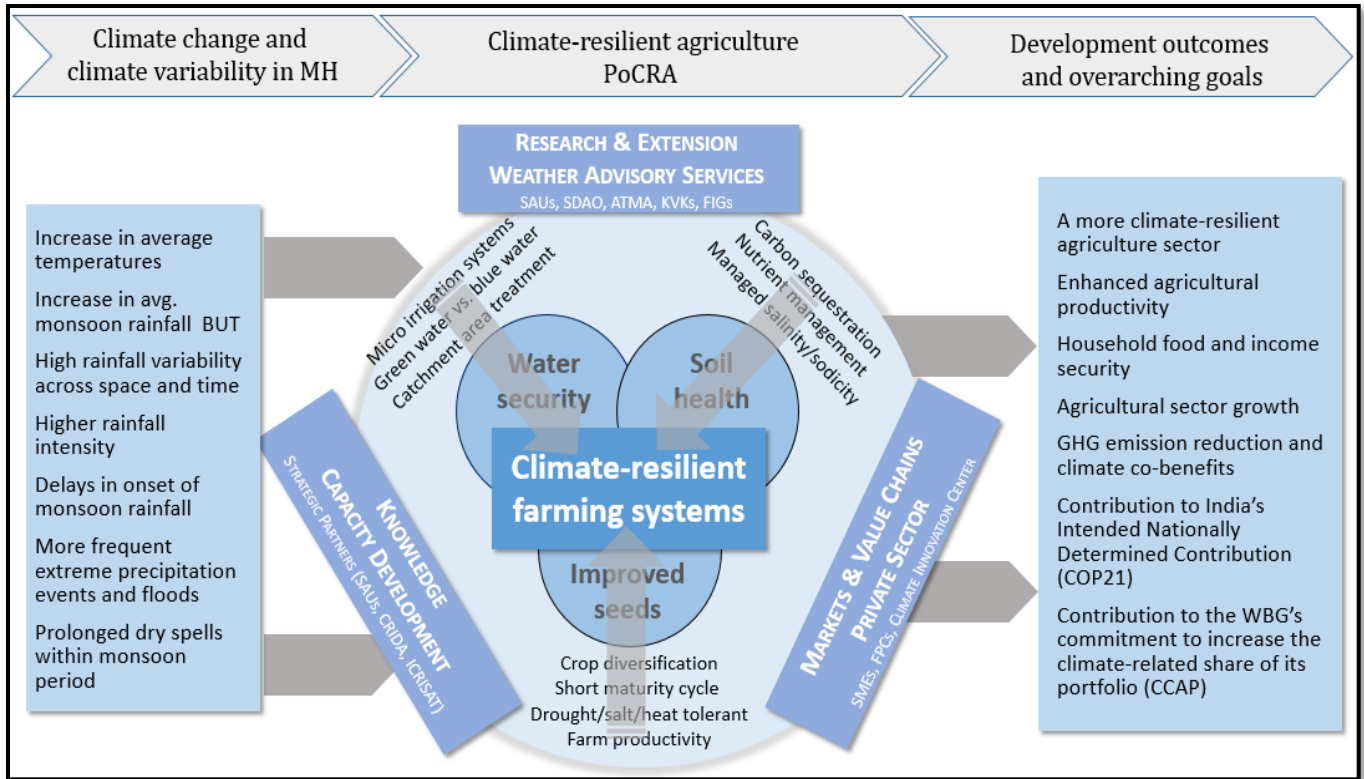 Climate change and
climate variability in MH
Climate-resilient agriculture
PoCRA
Development outcomes
and overarching goals
RESEARCH & EXTENSION
WEATHER ADVISORY SERVICES
SAUs, SDAO, ATMA, KVKs, FIGs
Increase in average
temperatures
Increase in avg.
monsoon rainfall BUT
High rainfall variability
across space and time
Higher rainfall
intensity
Delays in onset of
monsoon rainfall
More frequent
extreme precipitation
events and floods
Prolonged dry spells
within monsoon
period
Micro irrigation systems
Green water vs. blue water
Catchment area treatment
Carbon sequestration
Nutrient management
Managed salinity/sodicity
Water
security
Soil
health
Climate-resilient
farming systems
Improved
seeds
Crop diversification
Short maturity cycle
Drought/salt/heat tolerant
Farm productivity
KNOWLEDGE
CAPACITY DEVELOPMENT
STRATEGIC PARTNERS (SAUs, CRIDA, ICRISAT)
MARKETS & VALUE CHAINS
PRIVATE SECTOR
SMES, FPCS, CLIMATE INNOVATION CENTER
A more climate-resilient
agriculture sector
Enhanced agricultural
productivity
Household food and income
security
Agricultural sector growth
GHG emission reduction and
climate co-benefits
Contribution to India's
Intended Nationally
Determined Contribution
(COP21)
Contribution to the WBG's
commitment to increase the
climate-related share of its
portfolio (CCAP)